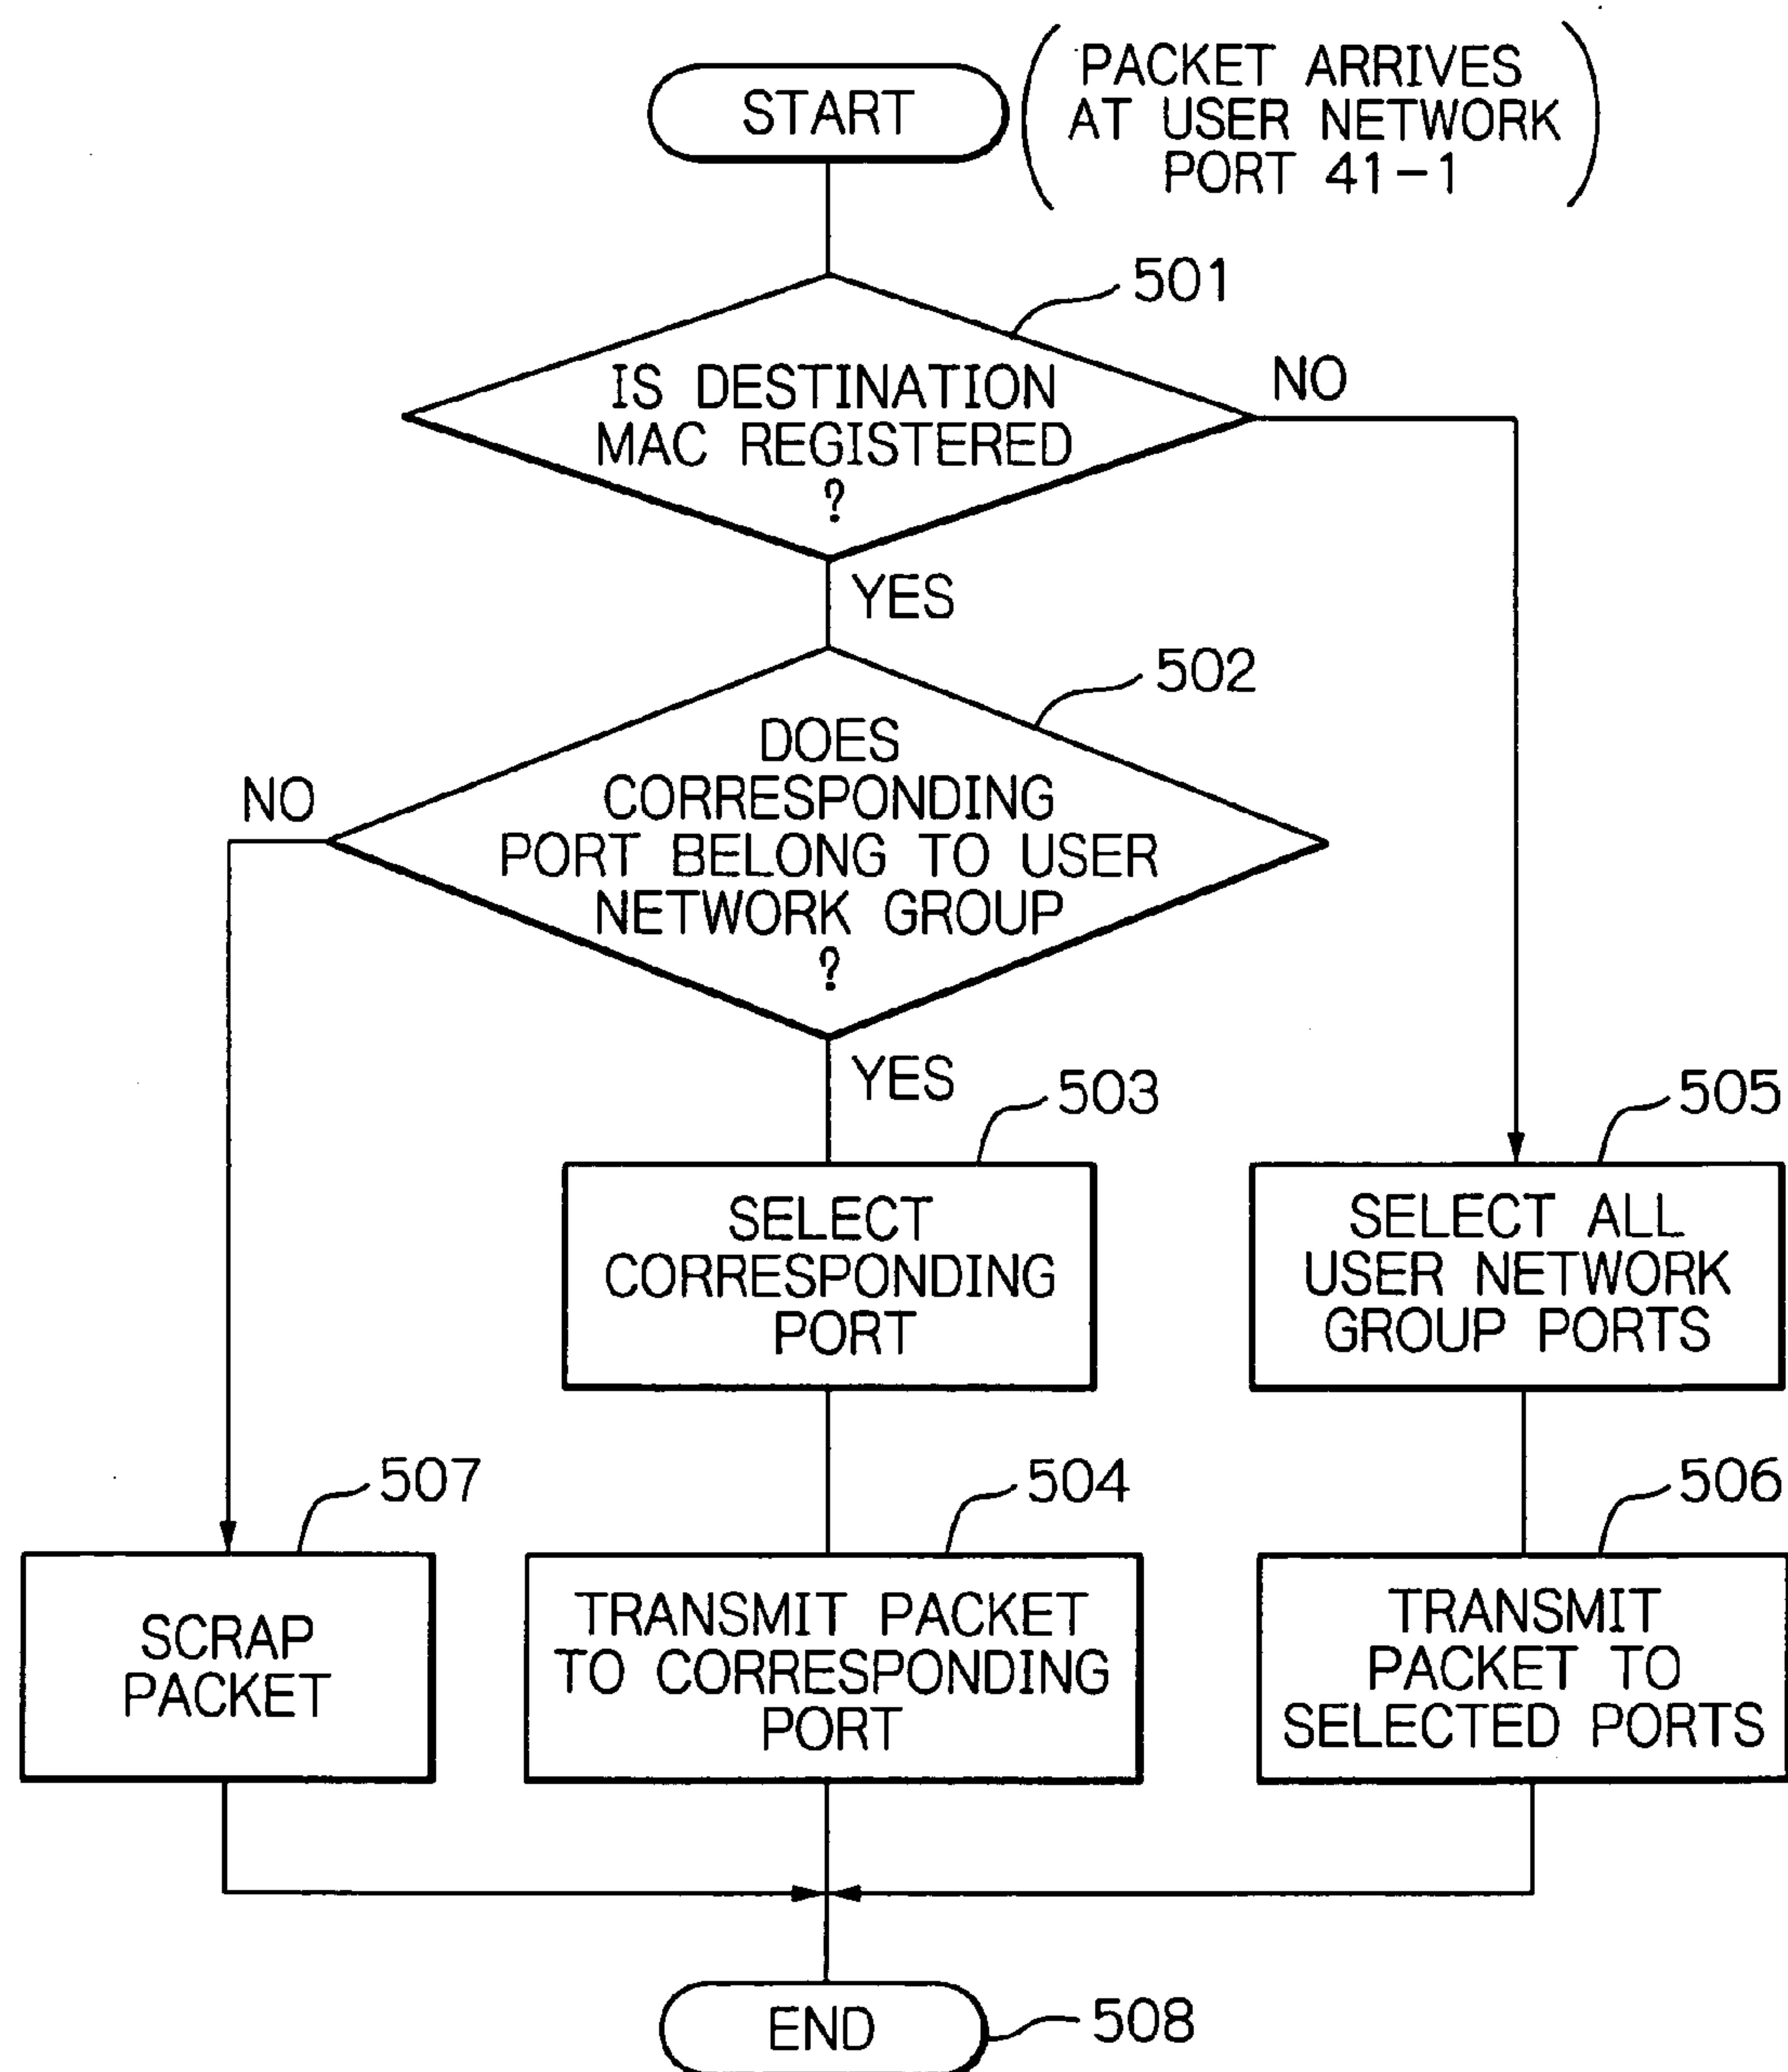 START
PACKET ARRIVES
AT USER NETWORK
PORT 41-1
501
IS DESTINATION
MAC REGISTERED
?
NO
YES
502
DOES
CORRESPONDING
PORT BELONG TO USER
NETWORK GROUP
?
NO
YES
503
SELECT
CORRESPONDING
PORT
505
SELECT ALL
USER NETWORK
GROUP PORTS
507
SCRAP
PACKET
504
TRANSMIT PACKET
TO CORRESPONDING
PORT
506
TRANSMIT
PACKET TO
SELECTED PORTS
END
508